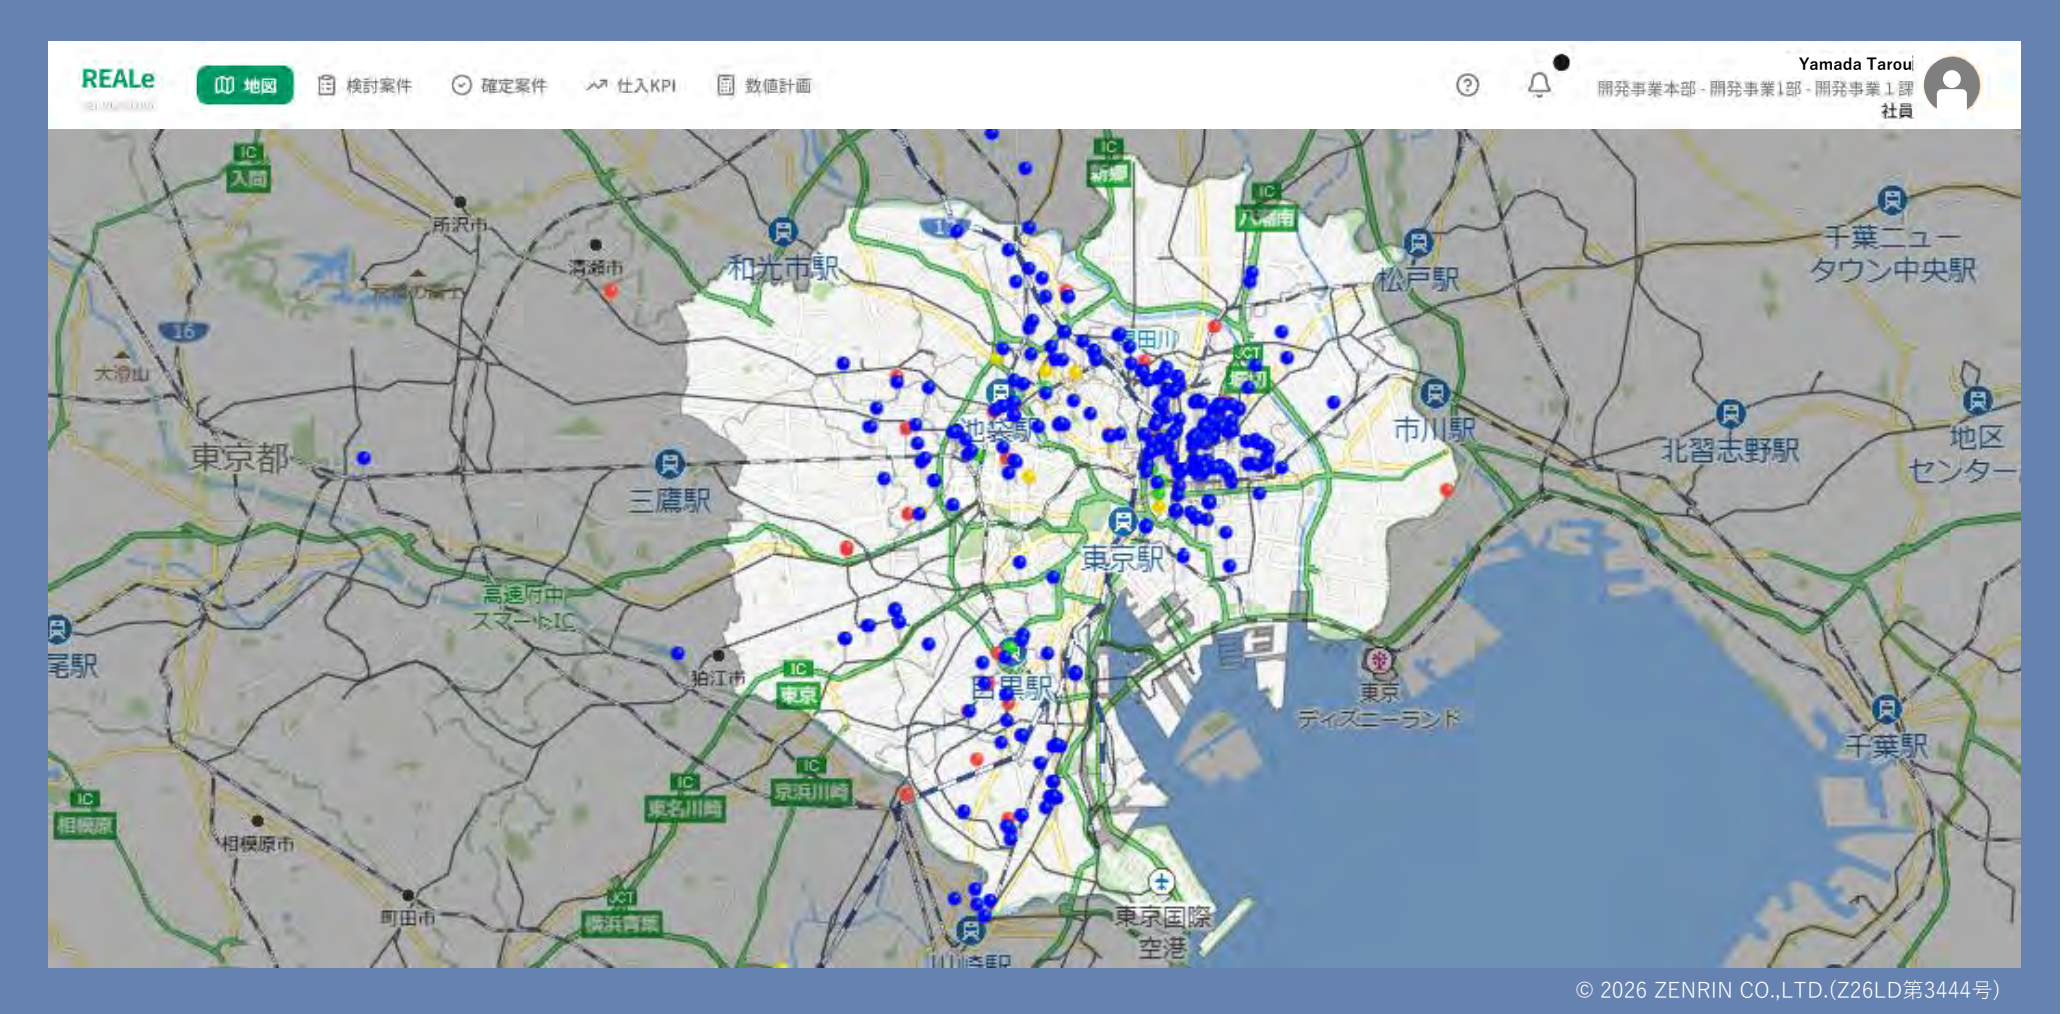 REALe
地図
検討案件
確定案件
仕入KPI
数値計画
Yamada Tarou
開発事業本部 - 開発事業1部 - 開発事業１課
社員
IC
入間
所沢市
清瀬市
和光市駅
IC
新郷
IC
八潮南
松戸駅
千葉ニュー
タウン中央駅
16
大澄山
JCT
池袋駅
市川駅
北習志野駅
地区
センター
東京都
三鷹駅
東京駅
高速府中
スマートIC
尾駅
狛江市
IC
東京
目黒駅
東京
ディズニーランド
千葉駅
IC
相模原
相模原市
IC
東名川崎
IC
京浜川崎
町田市
JCT
横浜青葉
東京国際
空港
川崎駅
© 2026 ZENRIN CO.,LTD.(Z26LD第3444号)